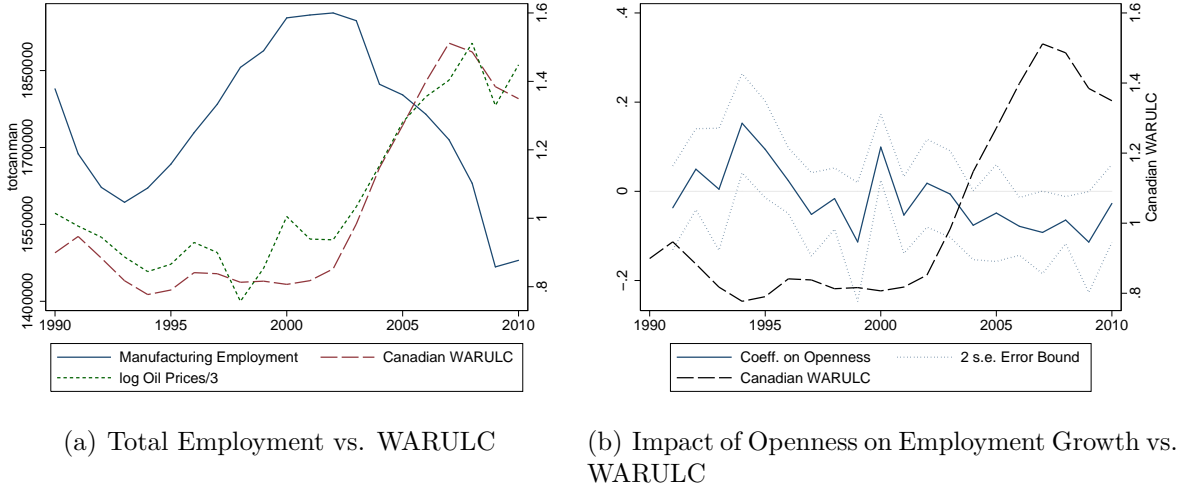 totcanman
1400000
1550000
1700000
1850000
.8
1
1.2
1.4
1.6
1990
1995
2000
2005
2010
Manufacturing Employment
Canadian WARULC
log Oil Prices/3
(a) Total Employment vs. WARULC
-.2
0
.2
.4
.8
1
1.2
1.4
1.6
Canadian WARULC
1990
1995
2000
2005
2010
Coeff. on Openness
2 s.e. Error Bound
Canadian WARULC
(b) Impact of Openness on Employment Growth vs.
WARULC